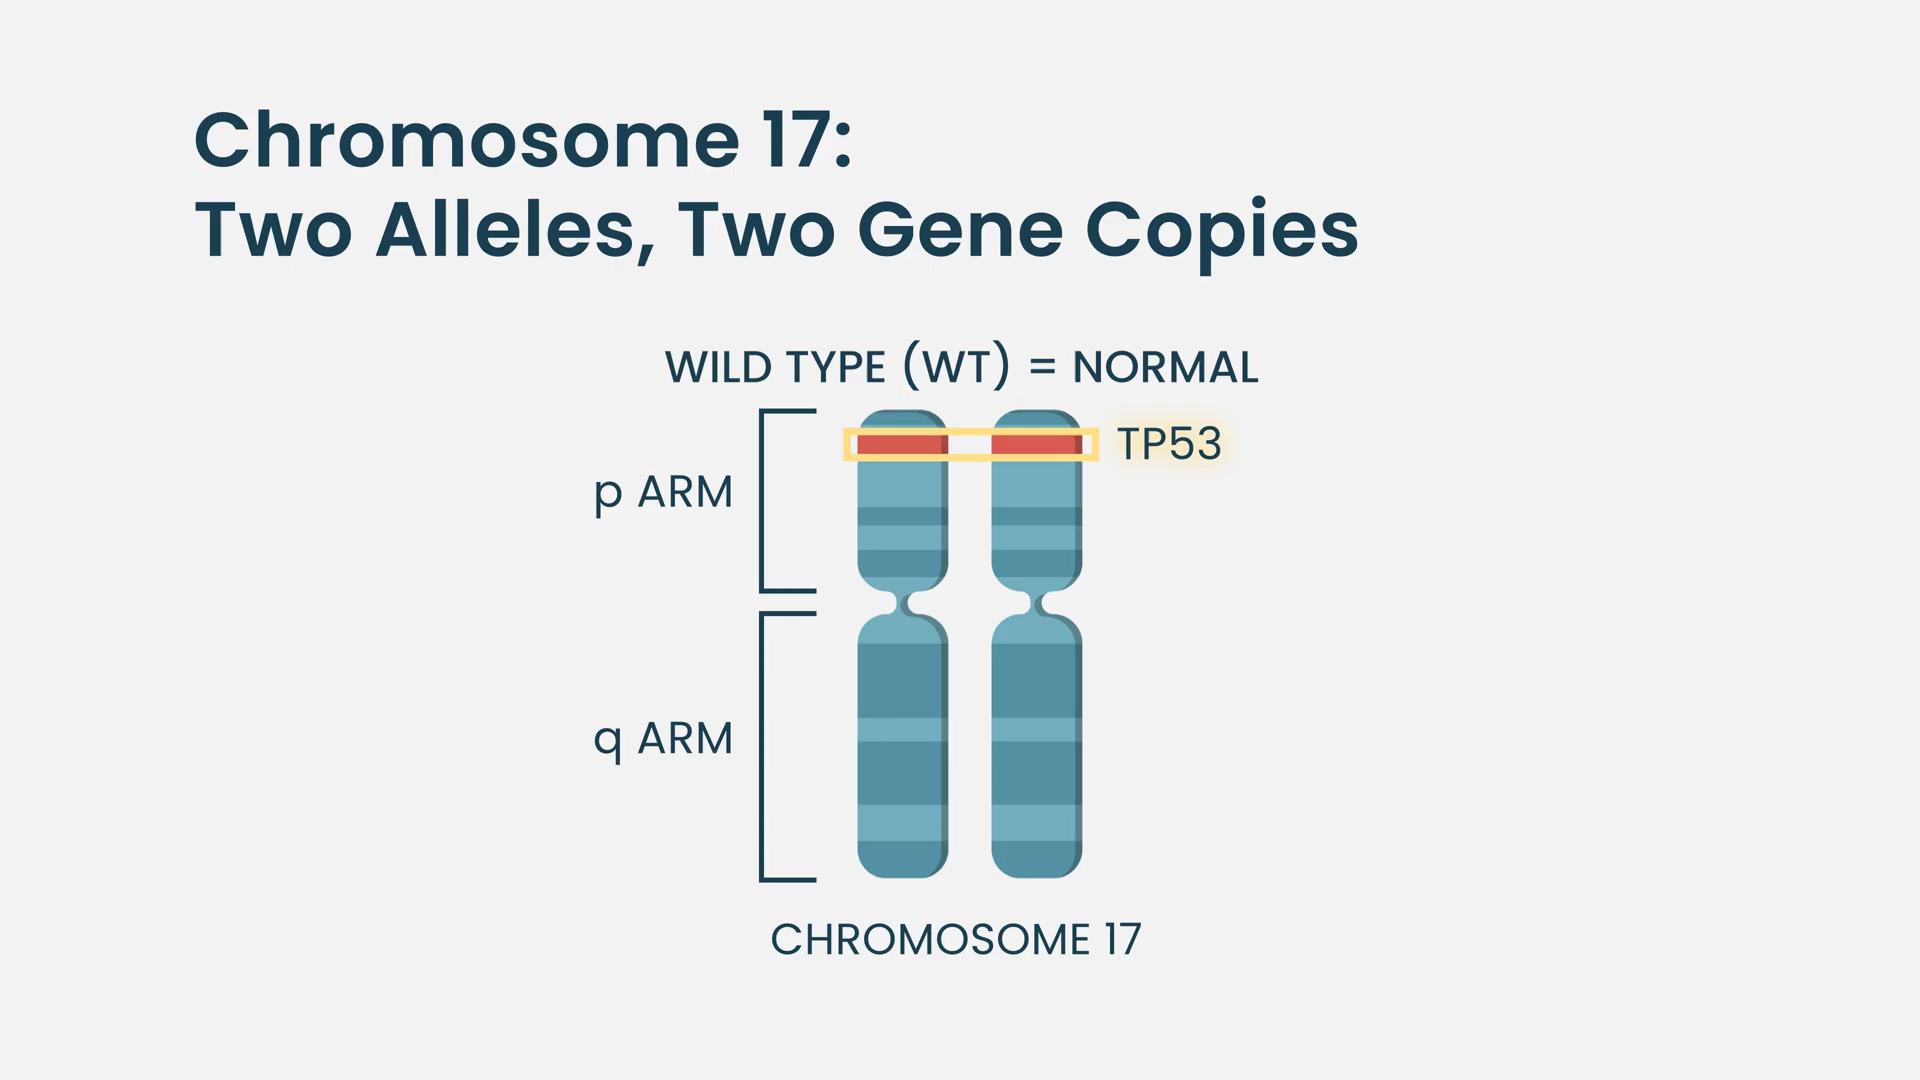 Chromosome 17:
Two Alleles, Two Gene Copies
WILD TYPE (WT) = NORMAL
TP53
p ARM
q ARM
CHROMOSOME 17